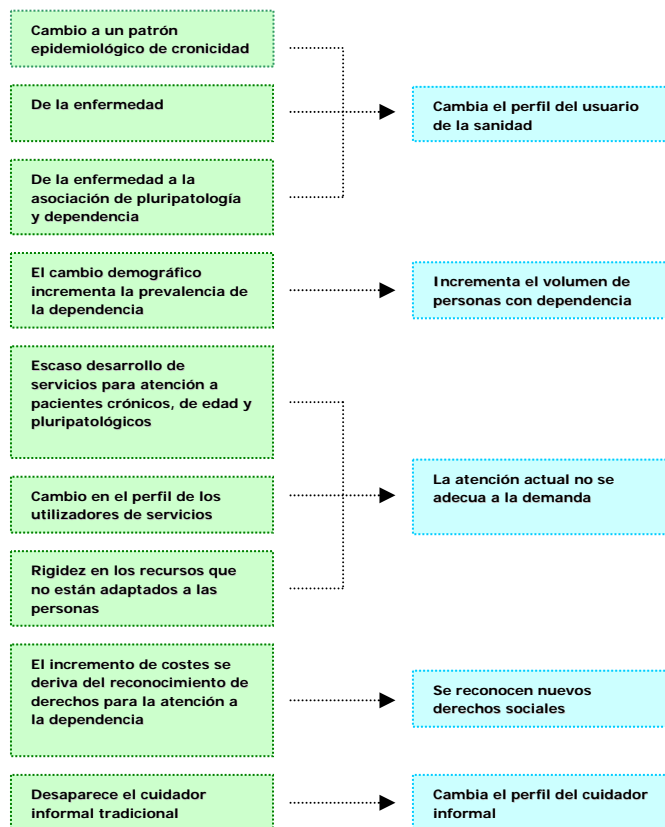 Cambio a un patrón
epidemiológico de cronicidad
De la enfermedad
De la enfermedad a la
asociación de pluripatología
y dependencia
Cambia el perfil del usuario
de la sanidad
El cambio demográfico
incrementa la prevalencia de
la dependencia
Incrementa el volumen de
personas con dependencia
Escaso desarrollo de
servicios para atención a
pacientes crónicos, de edad y
pluripatológicos
Cambio en el perfil de los
utilizadores de servicios
Rigidez en los recursos que
no están adaptados a las
personas
La atención actual no se
adecua a la demanda
El incremento de costes se
deriva del reconocimiento de
derechos para la atención a
la dependencia
Se reconocen nuevos
derechos sociales
Desaparece el cuidador
informal tradicional
Cambia el perfil del cuidador
informal